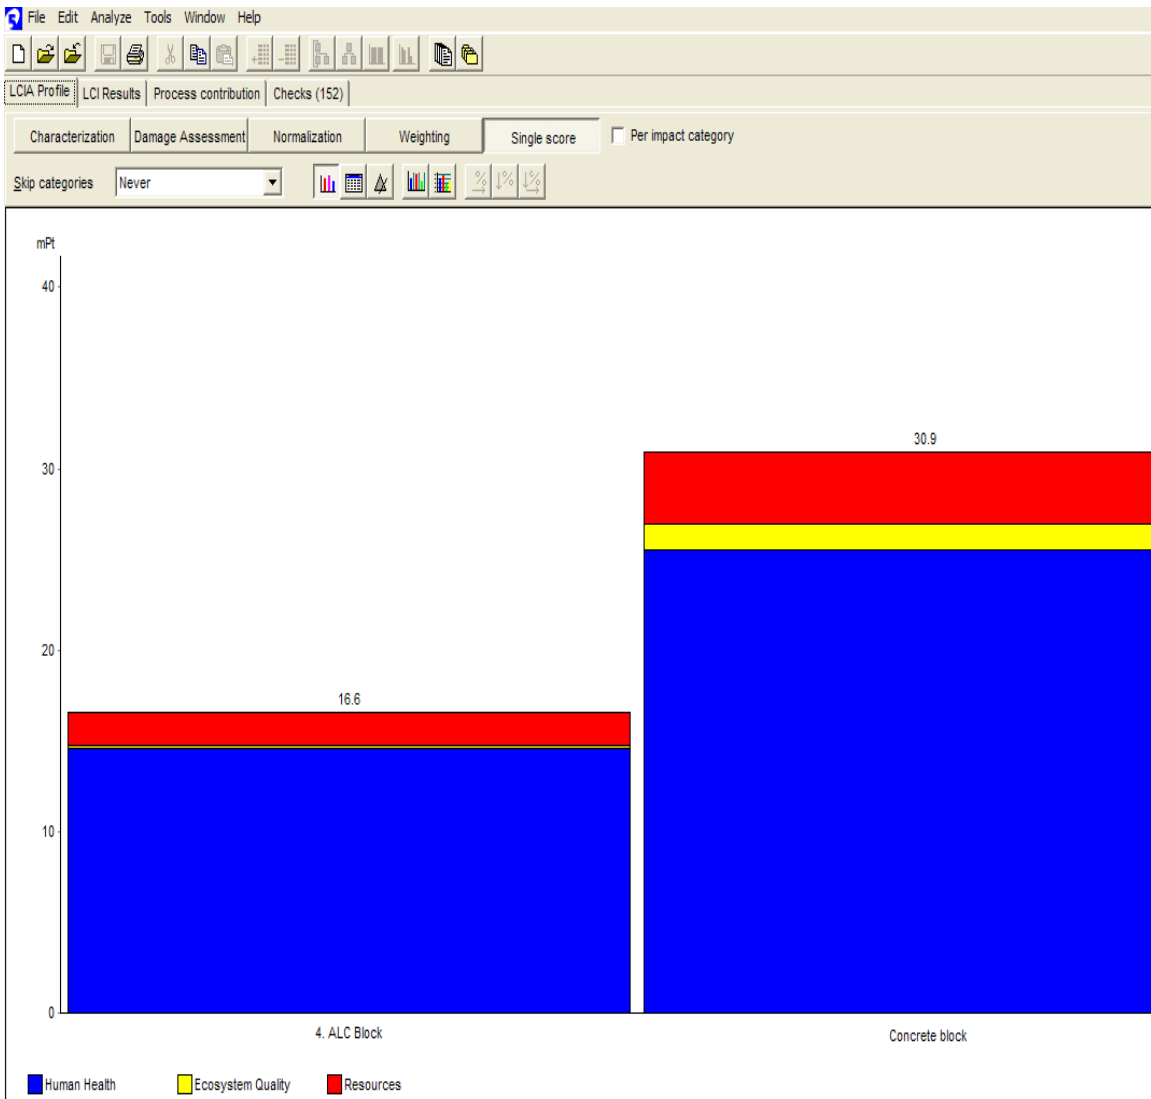 File Edit Analyze Tools Window Help
LCIA Profile LCI Results Process contribution Checks (152)
Characterization Damage Assessment Normalization Weighting Single score Per impact category
Skip categories Never
mPt
40
30.9
30
20
16.6
10
0
4. ALC Block Concrete block
Human Health Ecosystem Quality Resources